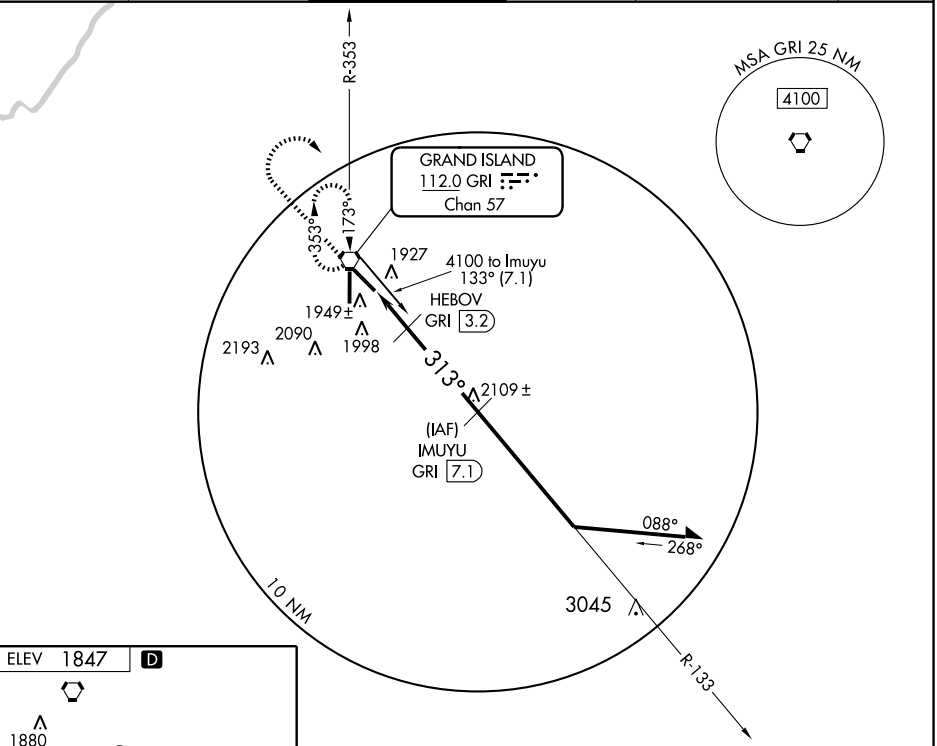 R-353
MSA GRI 25 NM
4100
GRAND ISLAND
112.0 GRI
Chan 57
353°
173°
1927
4100 to Imuyu
133° (7.1)
HEBOV
GRI 3.2
1949 ±
2193
2090
1998
313°
2109 ±
(IAF)
IMUYU
GRI 7.1
088°
268°
10 NM
3045
R-133
ELEV 1847 D
1880